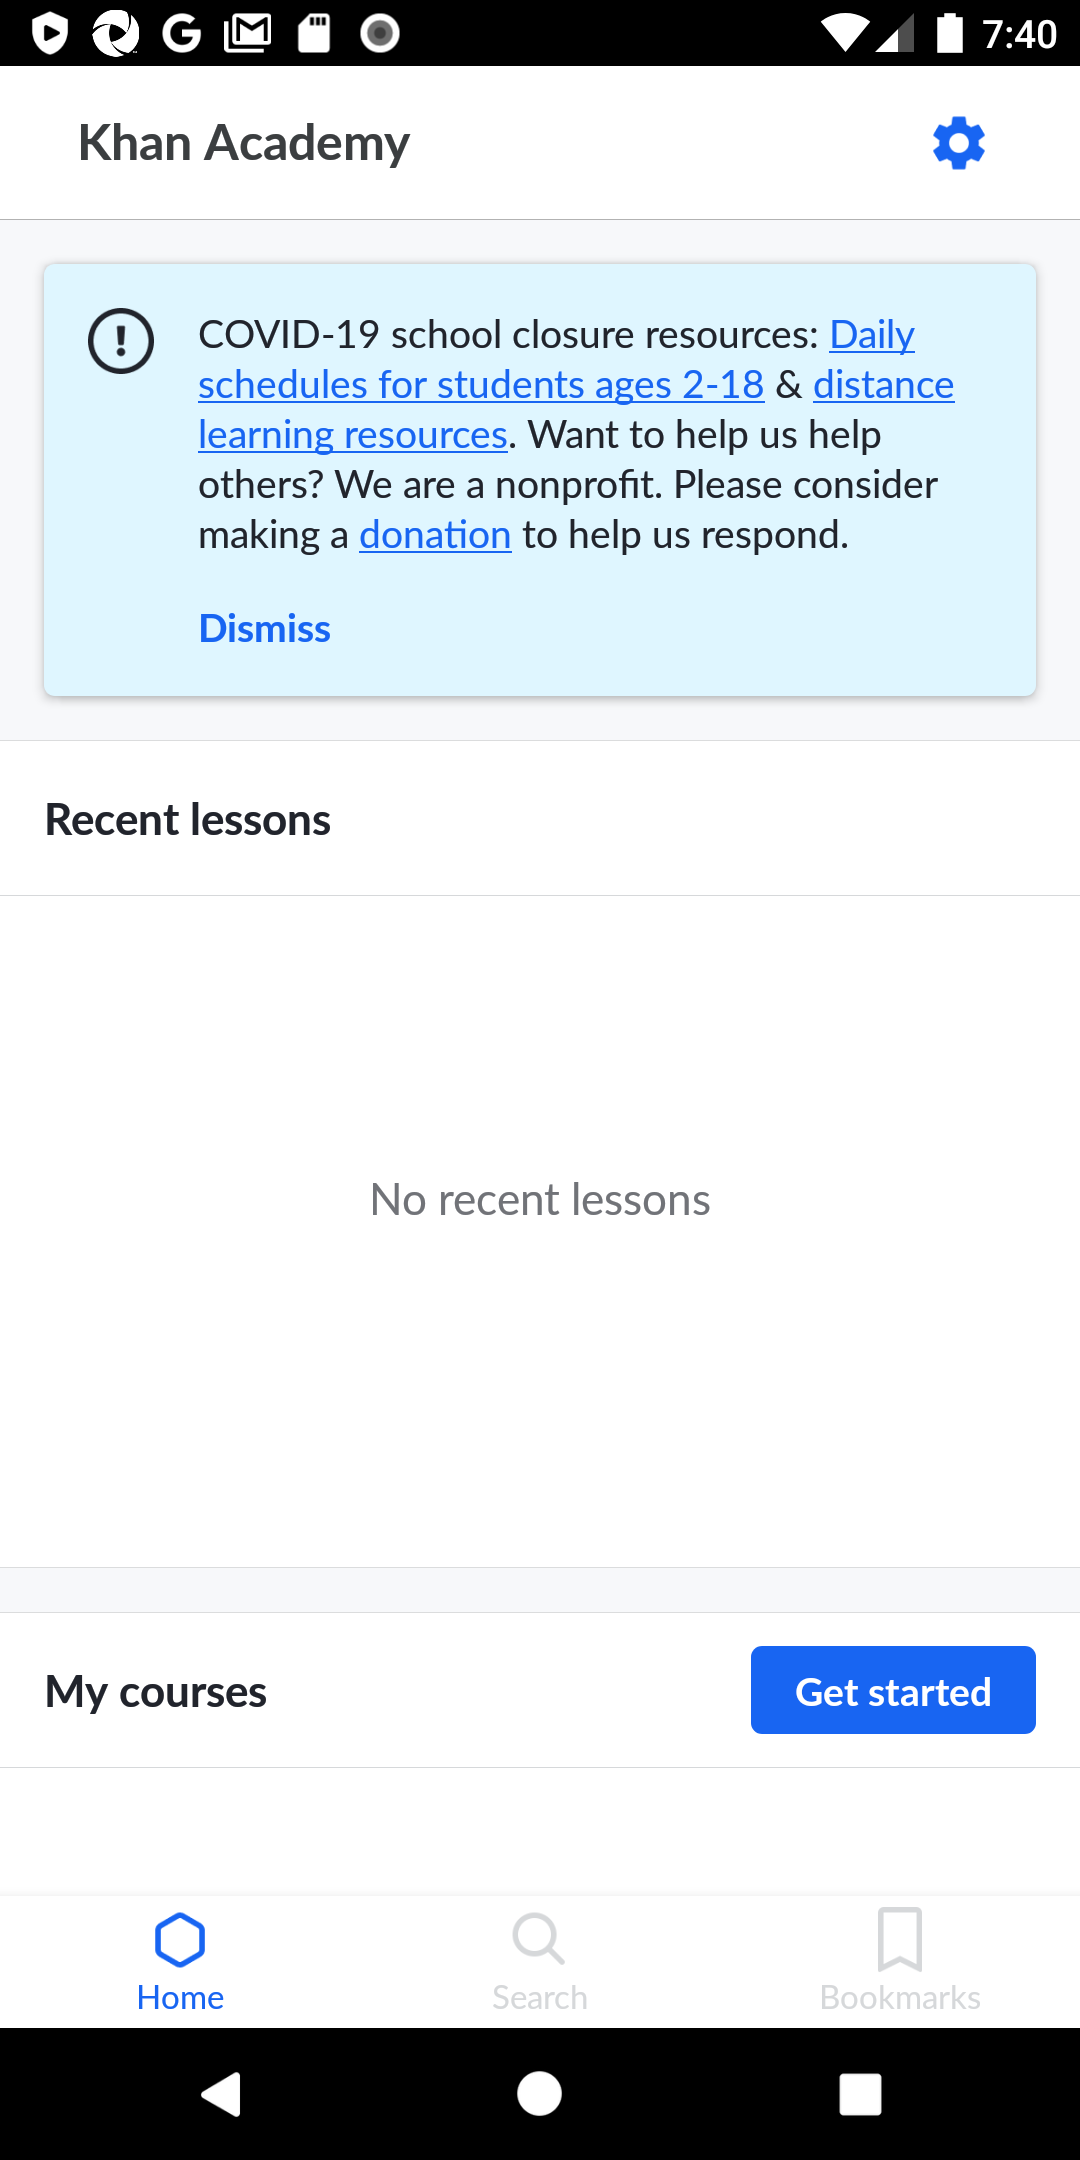 7:40
Khan Academy
COVID-19 school closure resources: Daily
schedules for students ages 2-18 & distance
learning resources. Want to help us help
others? We are a nonprofit. Please consider
making a donation to help us respond.
Dismiss
Recent lessons
No recent lessons
My courses
Get started
Home
Search
Bookmarks